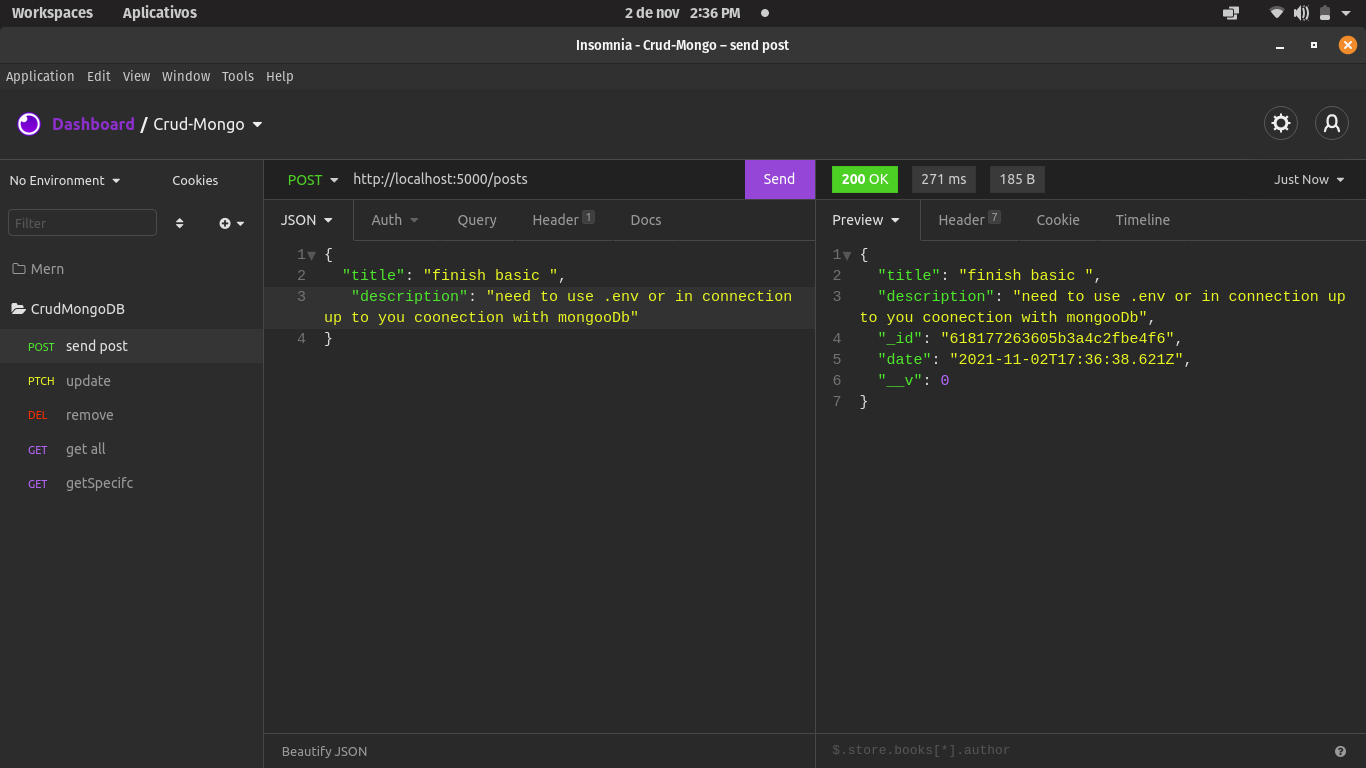 Workspaces Aplicativos 2 de nov 2:36 PM
Insomnia - Crud-Mongo – send post
Application Edit View Window Tools Help
Dashboard / Crud-Mongo
No Environment Cookies
Filter
Mern
CrudMongoDB
POST send post
PTCH update
DEL remove
GET get all
GET getSpecifc
POST http://localhost:5000/posts Send
JSON Auth Query Header 1 Docs
1 {
2 "title": "finish basic ",
3 "description": "need to use .env or in connection
up to you coonection with mongooDb"
4 }
Beautify JSON
200 OK 271 ms 185 B Just Now
Preview Header 7 Cookie Timeline
1 {
2 "title": "finish basic ",
3 "description": "need to use .env or in connection up
to you coonection with mongooDb",
4 "_id": "618177263605b3a4c2fbe4f6",
5 "date": "2021-11-02T17:36:38.621Z",
6 "__v": 0
7 }
$.store.books[*].author